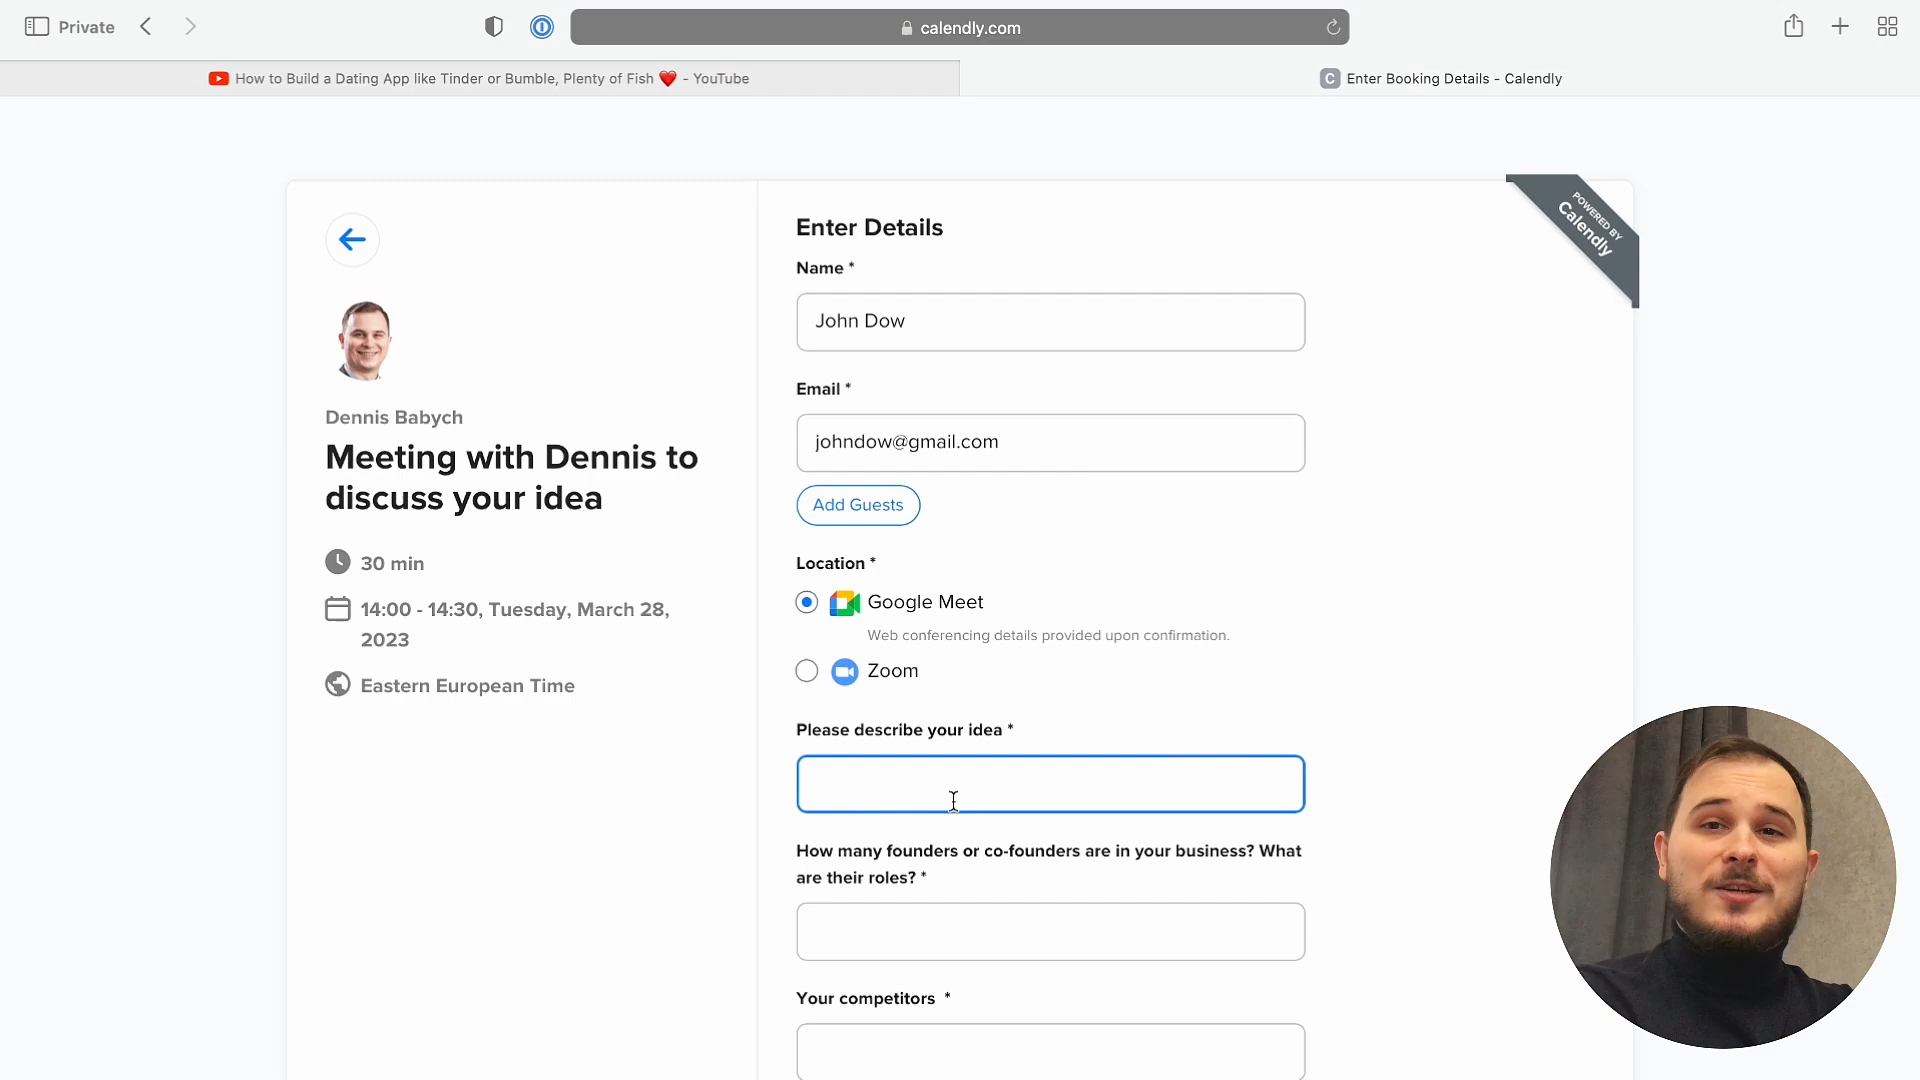 Private
calendly.com
How to Build a Dating App like Tinder or Bumble, Plenty of Fish ❤️ - YouTube
C Enter Booking Details - Calendly
POWERED BY
Calendly
Dennis Babych
Meeting with Dennis to
discuss your idea
30 min
14:00 - 14:30, Tuesday, March 28,
2023
Eastern European Time
Enter Details
Name *
John Dow
Email *
johndow@gmail.com
Add Guests
Location *
Google Meet
Web conferencing details provided upon confirmation.
Zoom
Please describe your idea *
How many founders or co-founders are in your business? What
are their roles? *
Your competitors *